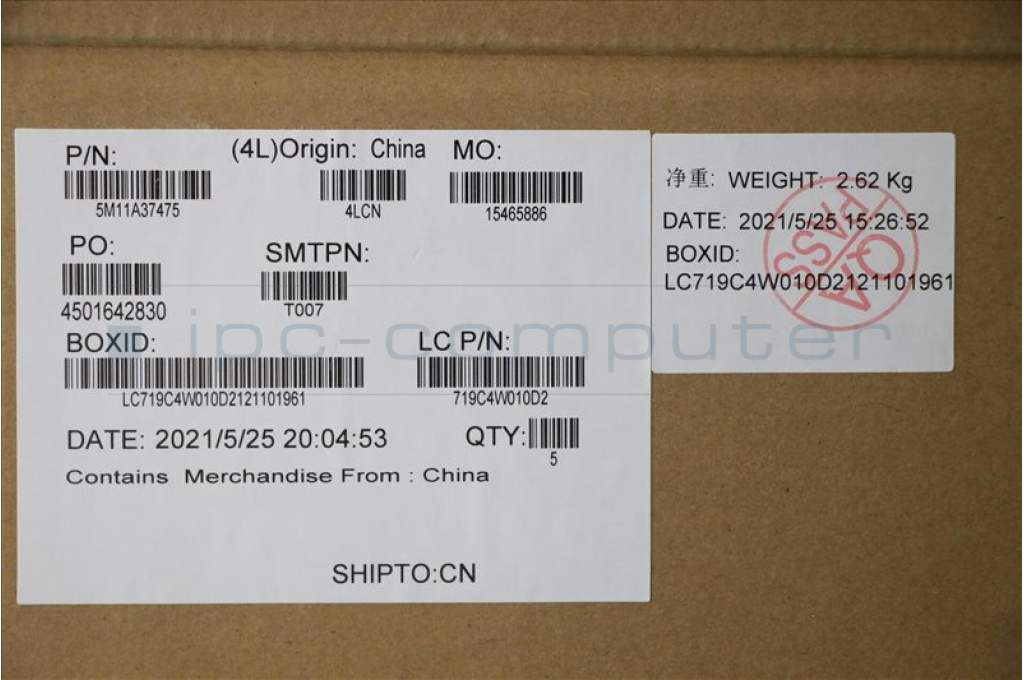 P/N: (4L)Origin: China MO:
5M11A37475 4LCN 15465886
PO: SMTPN:
4501642830 T007
BOXID: LC P/N:
LC719C4W010D2121101961 719C4W010D2
DATE: 2021/5/25 20:04:53 QTY:
5
Contains Merchandise From : China
SHIPTO:CN
净重: WEIGHT: 2.62 Kg
DATE: 2021/5/25 15:26:52
BOXID:
LC719C4W010D2121101961
QA
PASS
ipc-computer